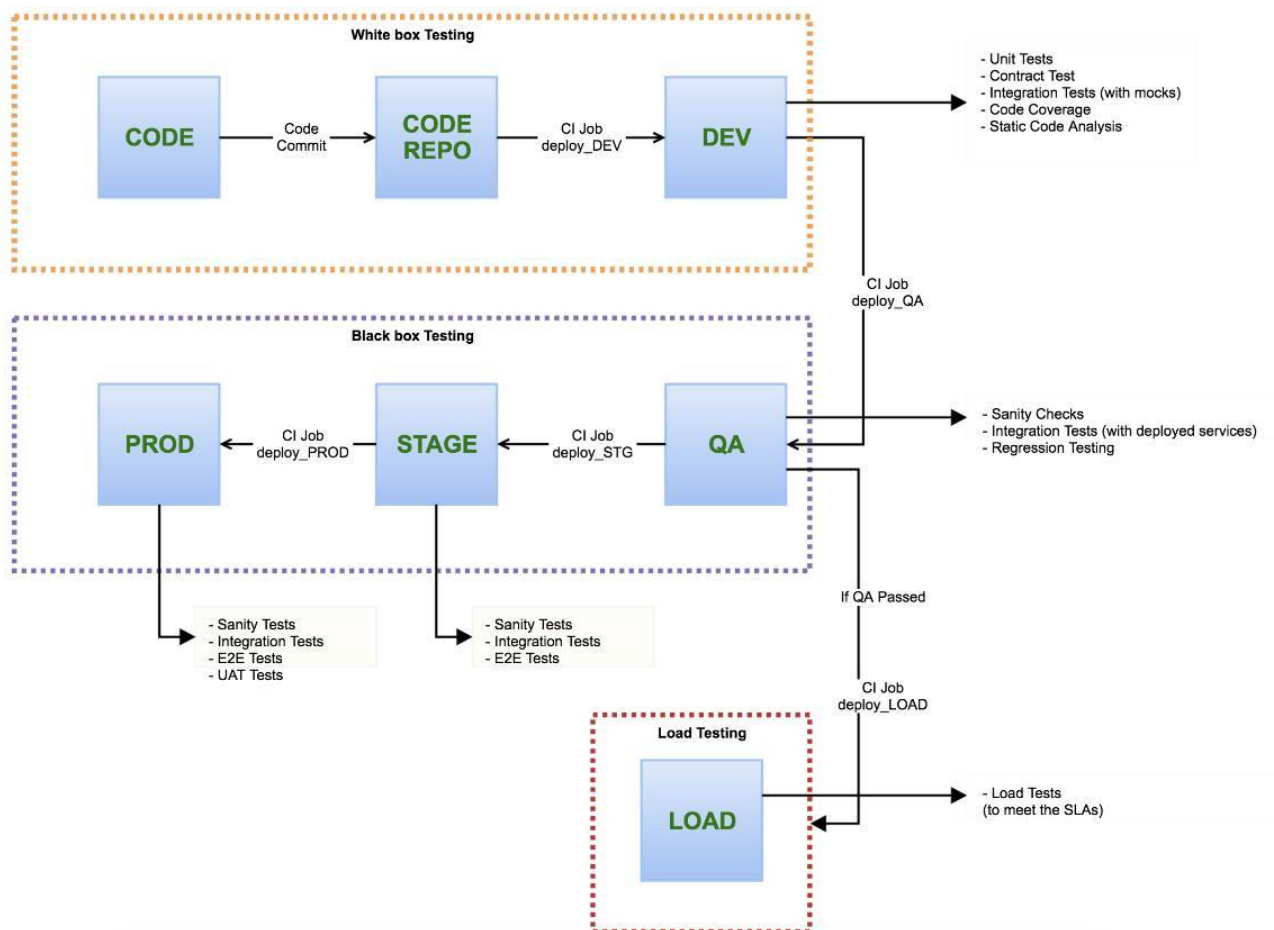 White box Testing
CODE
Code
Commit
CODE
REPO
CI Job
deploy_DEV
DEV
- Unit Tests
- Contract Test
- Integration Tests (with mocks)
- Code Coverage
- Static Code Analysis
CI Job
deploy_QA
Black box Testing
PROD
CI Job
deploy_PROD
STAGE
CI Job
deploy_STG
QA
- Sanity Checks
- Integration Tests (with deployed services)
- Regression Testing
If QA Passed
- Sanity Tests
- Integration Tests
- E2E Tests
- UAT Tests
- Sanity Tests
- Integration Tests
- E2E Tests
CI Job
deploy_LOAD
Load Testing
LOAD
- Load Tests
(to meet the SLAs)